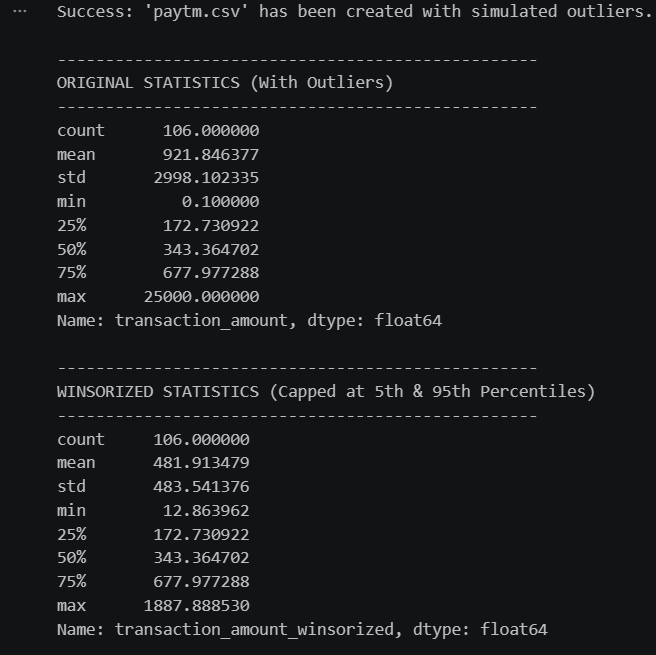 Success: 'paytm.csv' has been created with simulated outliers.
--------------------------------------------------
ORIGINAL STATISTICS (With Outliers)
--------------------------------------------------
count      106.000000
mean       921.846377
std       2998.102335
min          0.100000
25%        172.730922
50%        343.364702
75%        677.977288
max      25000.000000
Name: transaction_amount, dtype: float64
--------------------------------------------------
WINSORIZED STATISTICS (Capped at 5th & 95th Percentiles)
--------------------------------------------------
count     106.000000
mean      481.913479
std       483.541376
min        12.863962
25%       172.730922
50%       343.364702
75%       677.977288
max      1887.888530
Name: transaction_amount_winsorized, dtype: float64